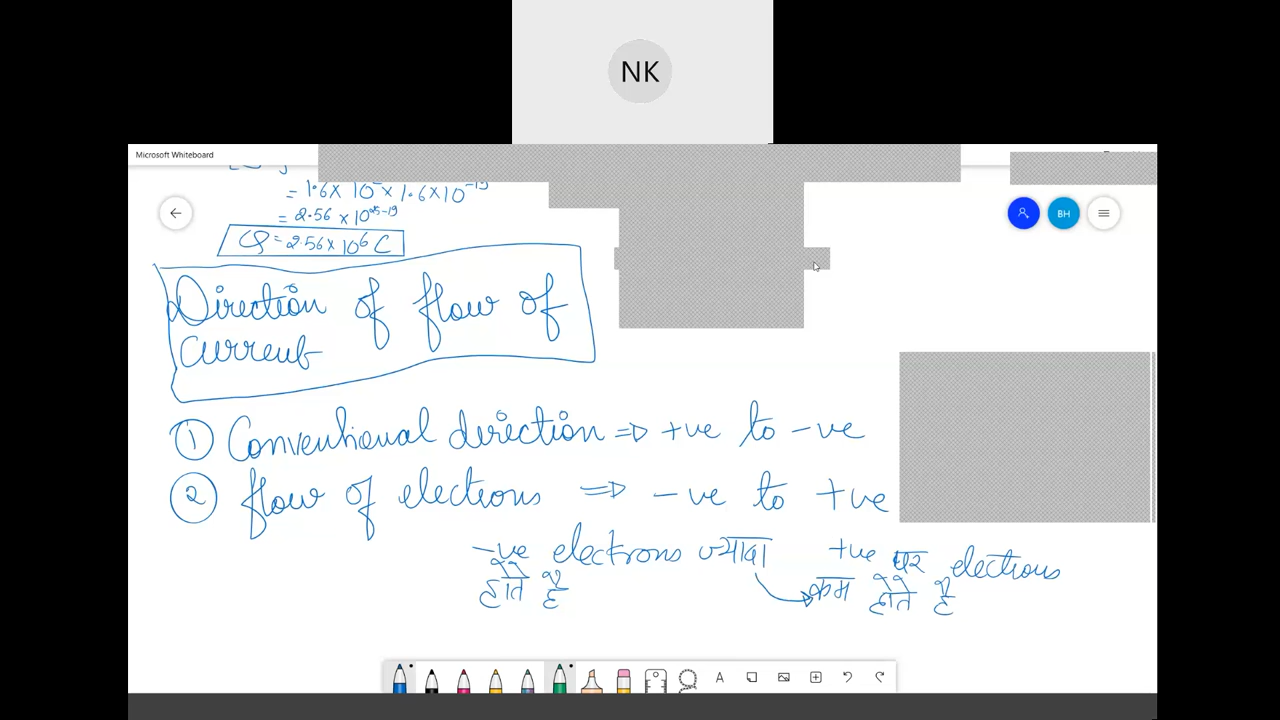 NK
Microsoft Whiteboard
= 1.6 × 10 × 1.6 × 10⁻¹⁹
= 2.56 × 10²⁵⁻¹⁹
Q = 2.56 × 10⁶ C
BH
Direction of flow of
current
① Conventional direction ⇒ +ve to -ve
② flow of electrons ⇒ -ve to +ve
-ve electrons ज्यादा +ve पर electrons
होते है कम होते है
A